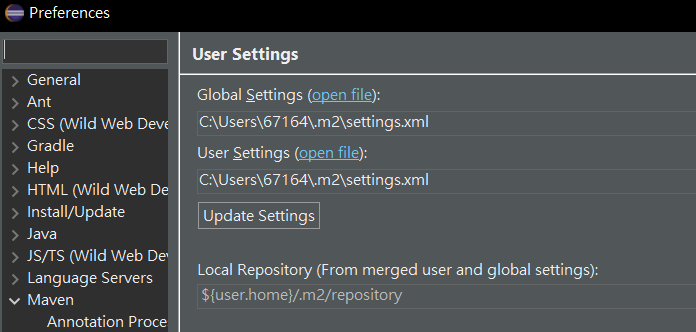 Preferences
General
Ant
CSS (Wild Web Deve
Gradle
Help
HTML (Wild Web De
Install/Update
Java
JS/TS (Wild Web De
Language Servers
Maven
Annotation Proce
User Settings
Global Settings (open file):
C:\Users\67164\.m2\settings.xml
User Settings (open file):
C:\Users\67164\.m2\settings.xml
Update Settings
Local Repository (From merged user and global settings):
${user.home}/.m2/repository